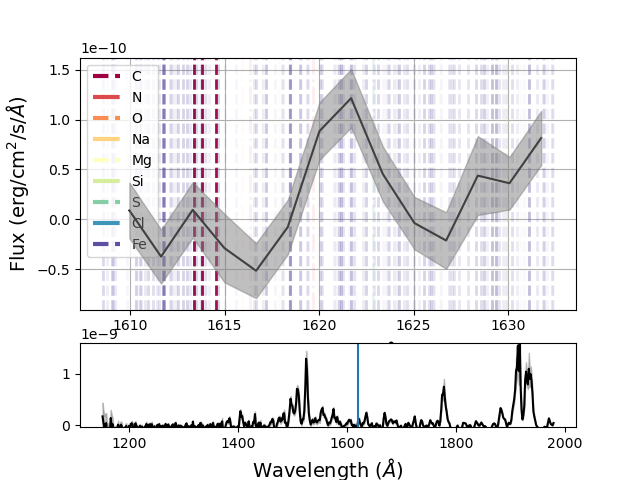 1e−10
Flux (erg/cm²/s/Å)
1.5
1.0
0.5
0.0
−0.5
C
N
O
Na
Mg
Si
S
Cl
Fe
1610 1615 1620 1625 1630
1e−9
1
0
1200 1400 1600 1800 2000
Wavelength (Å)